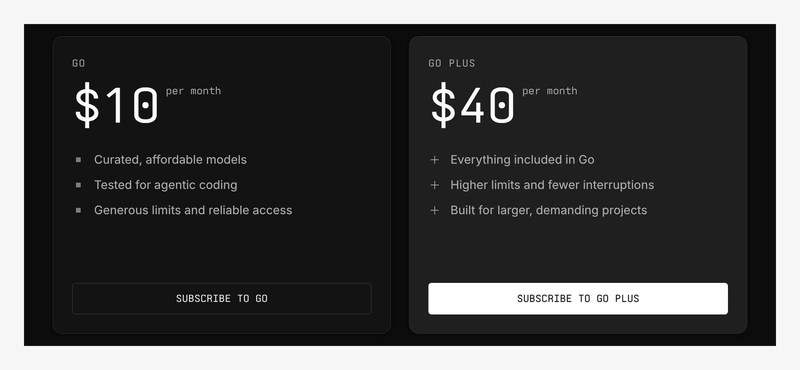 GO
$10 per month
Curated, affordable models
Tested for agentic coding
Generous limits and reliable access
SUBSCRIBE TO GO
GO PLUS
$40 per month
Everything included in Go
Higher limits and fewer interruptions
Built for larger, demanding projects
SUBSCRIBE TO GO PLUS